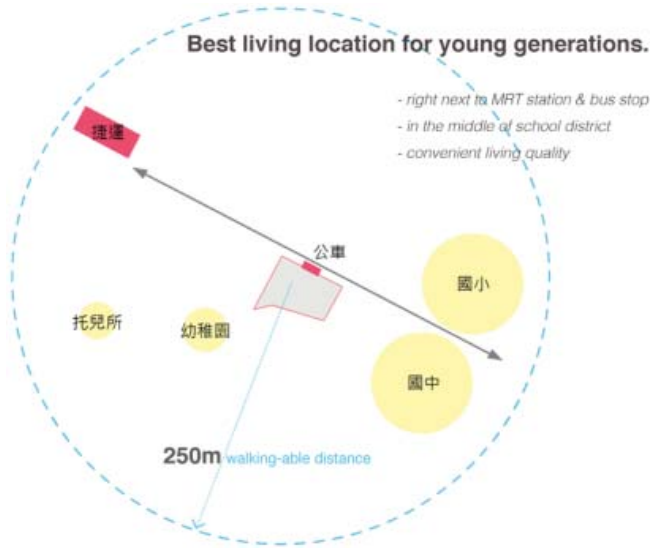 Best living location for young generations.
- right next to MRT station & bus stop
- in the middle of school district
- convenient living quality
捷運
公車
國小
托兒所
幼稚園
國中
250m walking-able distance